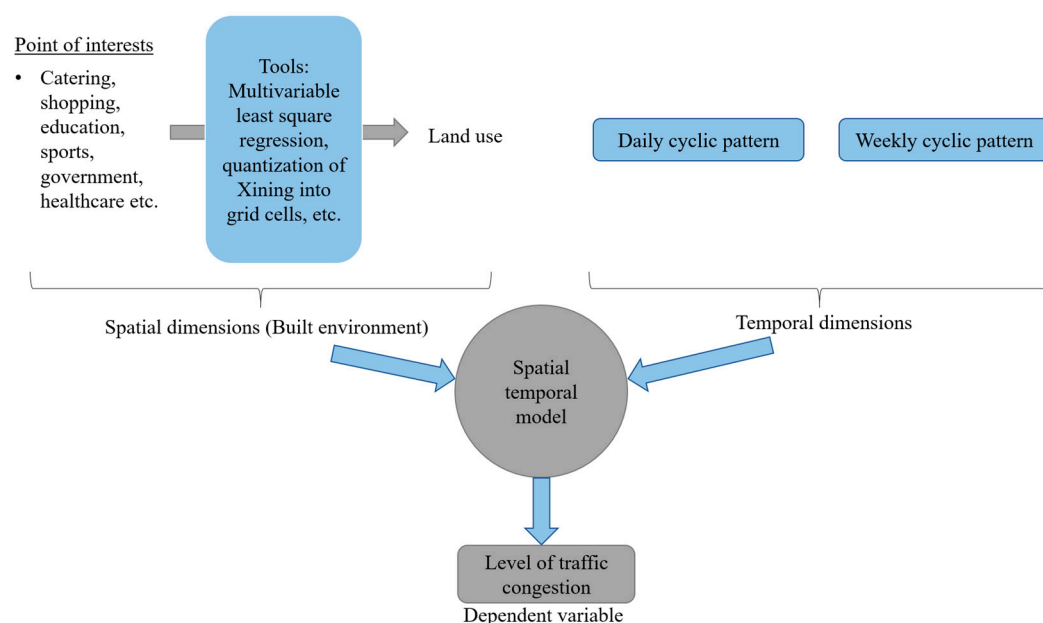 Point of interests
• Catering,
shopping,
education,
sports,
government,
healthcare etc.
Tools:
Multivariable
least square
regression,
quantization of
Xining into
grid cells, etc.
Land use
Daily cyclic pattern
Weekly cyclic pattern
Spatial dimensions (Built environment)
Temporal dimensions
Spatial
temporal
model
Level of traffic
congestion
Dependent variable